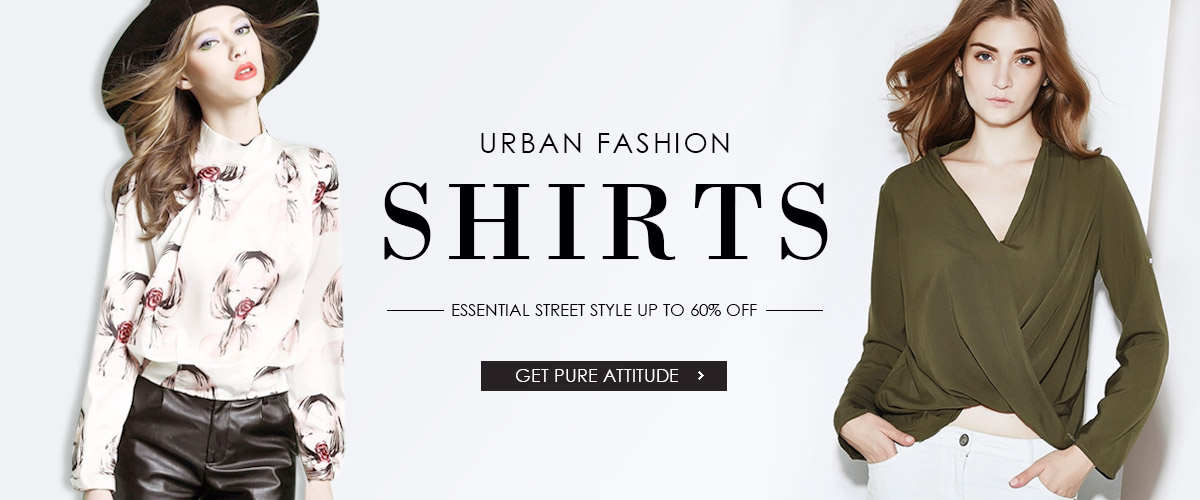 URBAN FASHION
SHIRTS
ESSENTIAL STREET STYLE UP TO 60% OFF
GET PURE ATTITUDE >